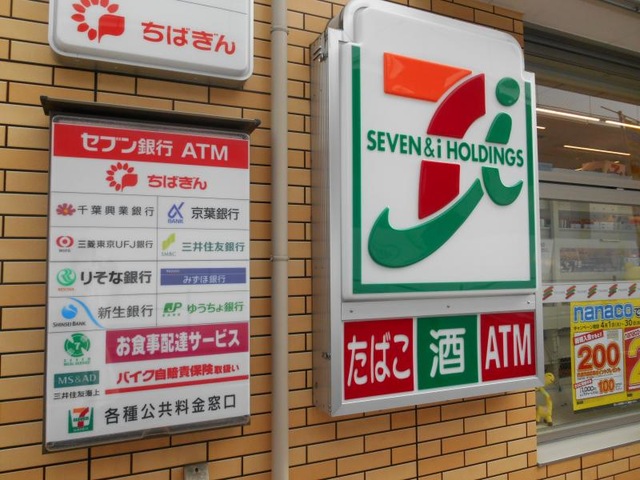 ちばぎん
セブン銀行 ATM
ちばぎん
千葉興業銀行
京葉銀行
三菱東京UFJ銀行
三井住友銀行
りそな銀行
みずほ銀行
SHINSEI BANK
新生銀行
ゆうちょ銀行
お食事配達サービス
MS&AD
三井住友海上
バイク自賠責保険 取扱い
各種公共料金窓口
SEVEN & i HOLDINGS
たばこ
酒
ATM
nanaco
200
100